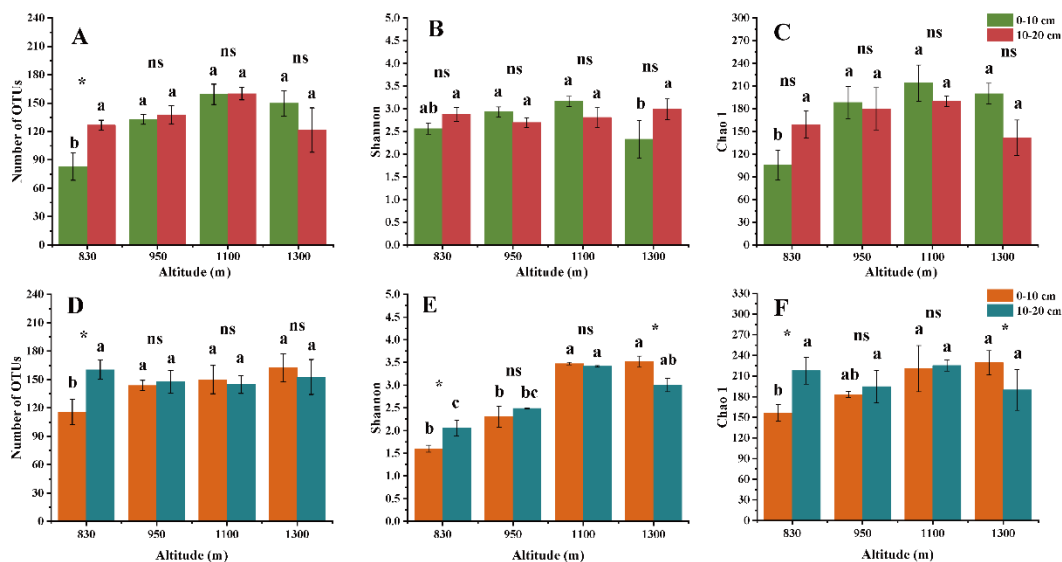 A
Number of OTUs
240
210
180
150
120
90
60
30
0
* ns ns ns
b a a a a a a a
830 950 1100 1300
Altitude (m)
B
Shannon
5.0
4.5
4.0
3.5
3.0
2.5
2.0
1.5
1.0
0.5
0.0
ns ns ns ns
ab a a a a a b a
830 950 1100 1300
Altitude (m)
C
0-10 cm
10-20 cm
Chao 1
300
270
240
210
180
150
120
90
60
30
0
ns ns ns ns
b a a a a a a a
830 950 1100 1300
Altitude (m)
D
Number of OTUs
240
210
180
150
120
90
60
30
0
* ns ns ns
b a a a a a a a
830 950 1100 1300
Altitude (m)
E
Shannon
5.0
4.5
4.0
3.5
3.0
2.5
2.0
1.5
1.0
0.5
0.0
* ns ns *
b c b bc a a a ab
830 950 1100 1300
Altitude (m)
F
0-10 cm
10-20 cm
Chao 1
330
300
270
240
210
180
150
120
90
60
30
0
* ns ns *
b a ab a a a a a
830 950 1100 1300
Altitude (m)